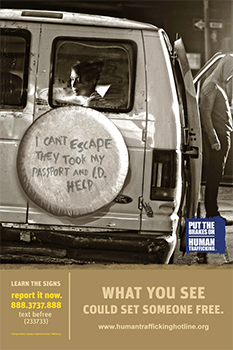 I CAN'T ESCAPE
THEY TOOK MY
PASSPORT AND I.D.
HELP
PUT THE
BRAKES ON
HUMAN
TRAFFICKING.
LEARN THE SIGNS
report it now.
888.3737.888
text befree
(233733)
WHAT YOU SEE
COULD SET SOMEONE FREE.
www.humantraffickinghotline.org